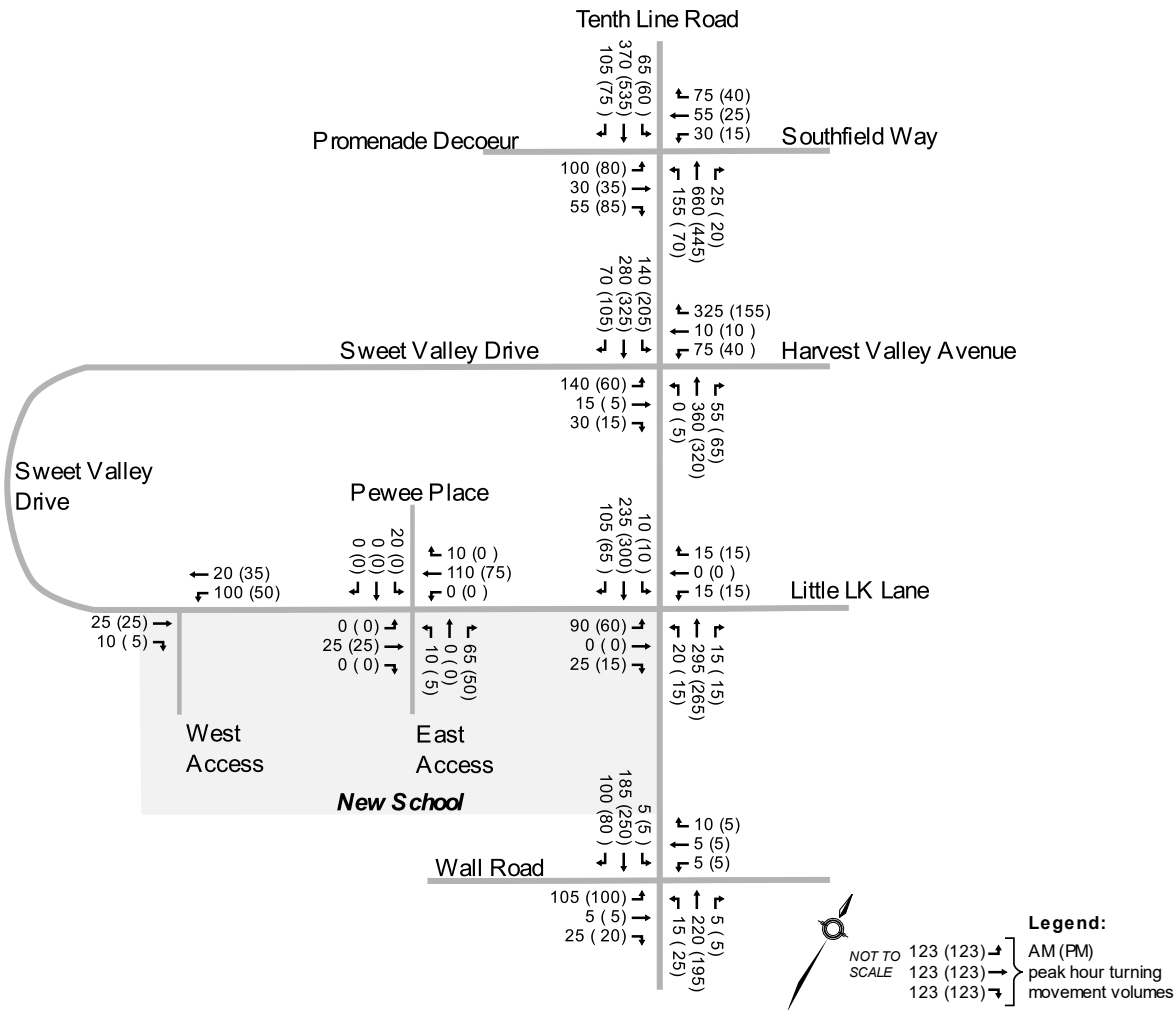 Tenth Line Road
105 (75 )
370 (535)
65 (60 )
75 (40)
55 (25)
30 (15)
Promenade Decoeur
Southfield Way
100 (80)
30 (35)
55 (85)
155 ( 70)
660 (445)
25 ( 20)
70 (105)
280 (325)
140 (205)
325 (155)
10 (10 )
75 (40 )
Sweet Valley Drive
Harvest Valley Avenue
140 (60)
15 ( 5)
30 (15)
0 ( 5)
360 (320)
55 ( 65)
Sweet Valley
Drive
Pewee Place
0 (0)
0 (0)
20 (0)
10 (0 )
110 (75)
0 (0 )
105 (65 )
235 (300)
10 (10 )
15 (15)
0 (0 )
15 (15)
20 (35)
100 (50)
Little LK Lane
25 (25)
10 ( 5)
0 ( 0)
25 (25)
0 ( 0)
10 ( 5)
0 ( 0)
65 (50)
90 (60)
0 ( 0)
25 (15)
20 ( 15)
295 (265)
15 ( 15)
West
Access
East
Access
New School
100 (80 )
185 (250)
5 (5 )
10 (5)
5 (5)
5 (5)
Wall Road
105 (100)
5 ( 5)
25 ( 20)
15 ( 25)
220 (195)
5 ( 5)
NOT TO
SCALE
Legend:
123 (123) AM (PM)
123 (123) peak hour turning
123 (123) movement volumes